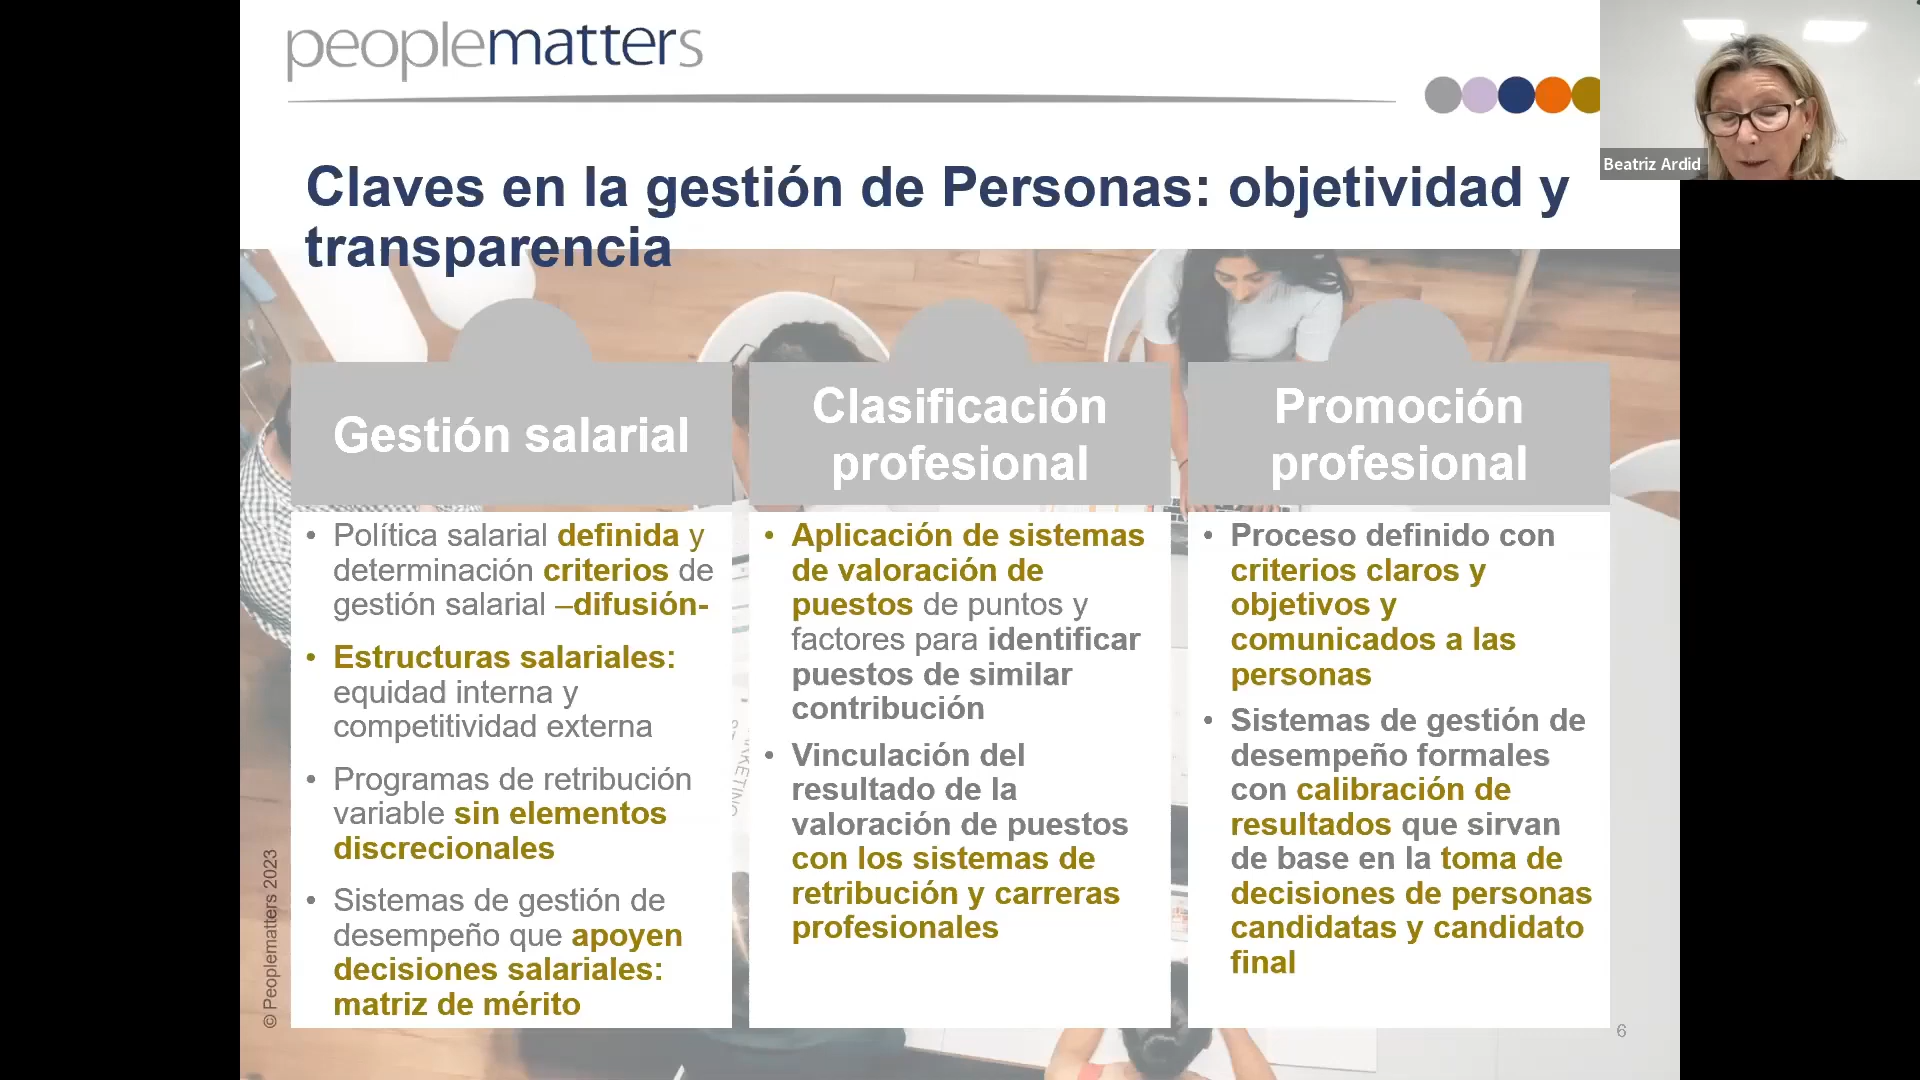 peoplematters
Beatriz Ardid
Claves en la gestión de Personas: objetividad y
transparencia
Gestión salarial
• Política salarial definida y
determinación criterios de
gestión salarial –difusión-
• Estructuras salariales:
equidad interna y
competitividad externa
• Programas de retribución
variable sin elementos
discrecionales
• Sistemas de gestión de
desempeño que apoyen
decisiones salariales:
matriz de mérito
Clasificación
profesional
• Aplicación de sistemas
de valoración de
puestos de puntos y
factores para identificar
puestos de similar
contribución
• Vinculación del
resultado de la
valoración de puestos
con los sistemas de
retribución y carreras
profesionales
Promoción
profesional
• Proceso definido con
criterios claros y
objetivos y
comunicados a las
personas
• Sistemas de gestión de
desempeño formales
con calibración de
resultados que sirvan
de base en la toma de
decisiones de personas
candidatas y candidato
final
© Peoplematters 2023
6